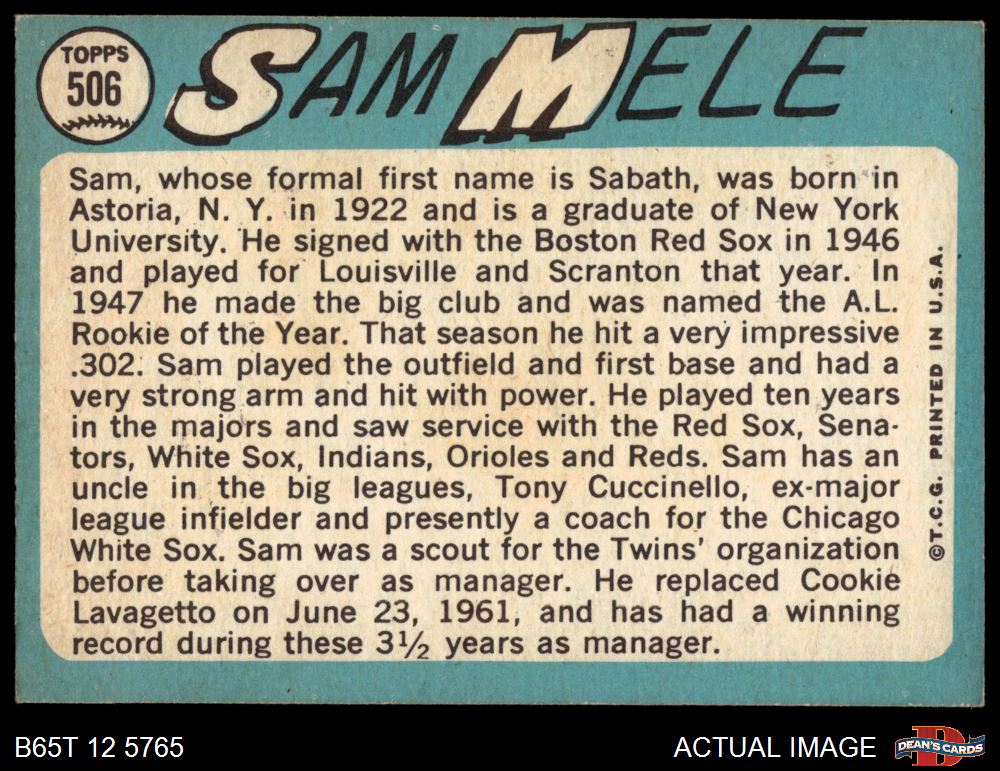 TOPPS
506
SAM MELE
Sam, whose formal first name is Sabath, was born in
Astoria, N. Y. in 1922 and is a graduate of New York
University. He signed with the Boston Red Sox in 1946
and played for Louisville and Scranton that year. In
1947 he made the big club and was named the A.L.
Rookie of the Year. That season he hit a very impressive
.302. Sam played the outfield and first base and had a
very strong arm and hit with power. He played ten years
in the majors and saw service with the Red Sox, Sena-
tors, White Sox, Indians, Orioles and Reds. Sam has an
uncle in the big leagues, Tony Cuccinello, ex-major
league infielder and presently a coach for the Chicago
White Sox. Sam was a scout for the Twins' organization
before taking over as manager. He replaced Cookie
Lavagetto on June 23, 1961, and has had a winning
record during these 3½ years as manager.
©T.C.G. PRINTED IN U.S.A.
B65T 12 5765
ACTUAL IMAGE
D
DEAN'S CARDS